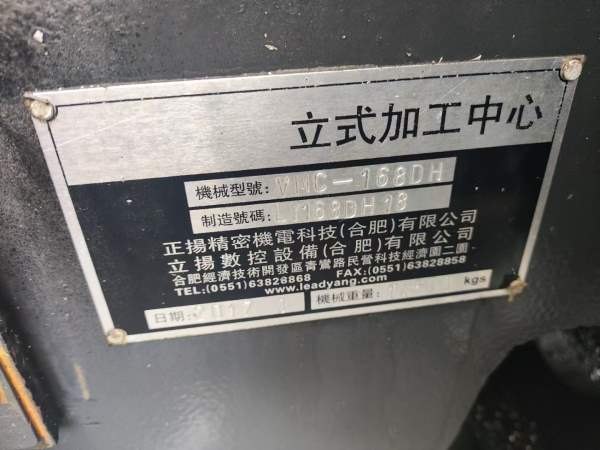 立式加工中心
機械型號: VMC-168DH
制造號碼: LY168DH18
正揚精密機電科技(合肥)有限公司
立揚數控設備(合肥)有限公司
合肥經濟技術開發區青鸞路民營科技經濟園二園
TEL:(0551)63828868 FAX:(0551)63828858
http://www.leadyang.com
日期: 2017
機械重量: kgs